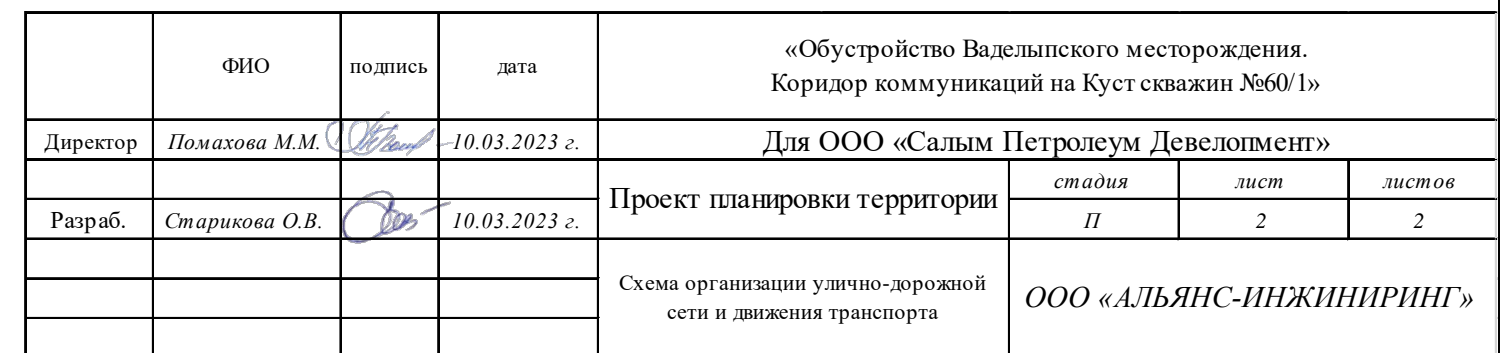 ФИО подпись дата
«Обустройство Ваделыпского месторождения.
Коридор коммуникаций на Куст скважин №60/1»
Директор Помахова М.М. 10.03.2023 г.
Для ООО «Салым Петролеум Девелопмент»
Проект планировки территории
стадия лист листов
Разраб. Старикова О.В. 10.03.2023 г.
П 2 2
Схема организации улично-дорожной
сети и движения транспорта
ООО «АЛЬЯНС-ИНЖИНИРИНГ»